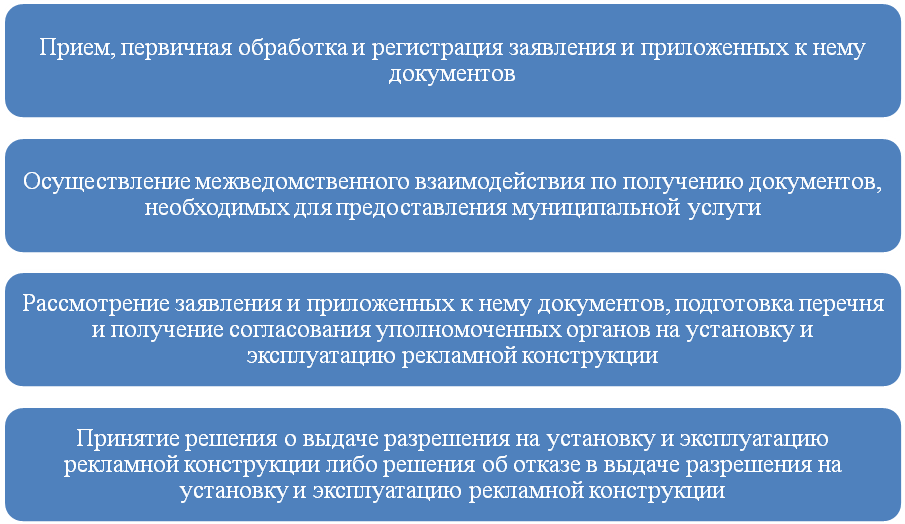 Прием, первичная обработка и регистрация заявления и приложенных к нему
документов
Осуществление межведомственного взаимодействия по получению документов,
необходимых для предоставления муниципальной услуги
Рассмотрение заявления и приложенных к нему документов, подготовка перечня
и получение согласования уполномоченных органов на установку и
эксплуатацию рекламной конструкции
Принятие решения о выдаче разрешения на установку и эксплуатацию
рекламной конструкции либо решения об отказе в выдаче разрешения на
установку и эксплуатацию рекламной конструкции